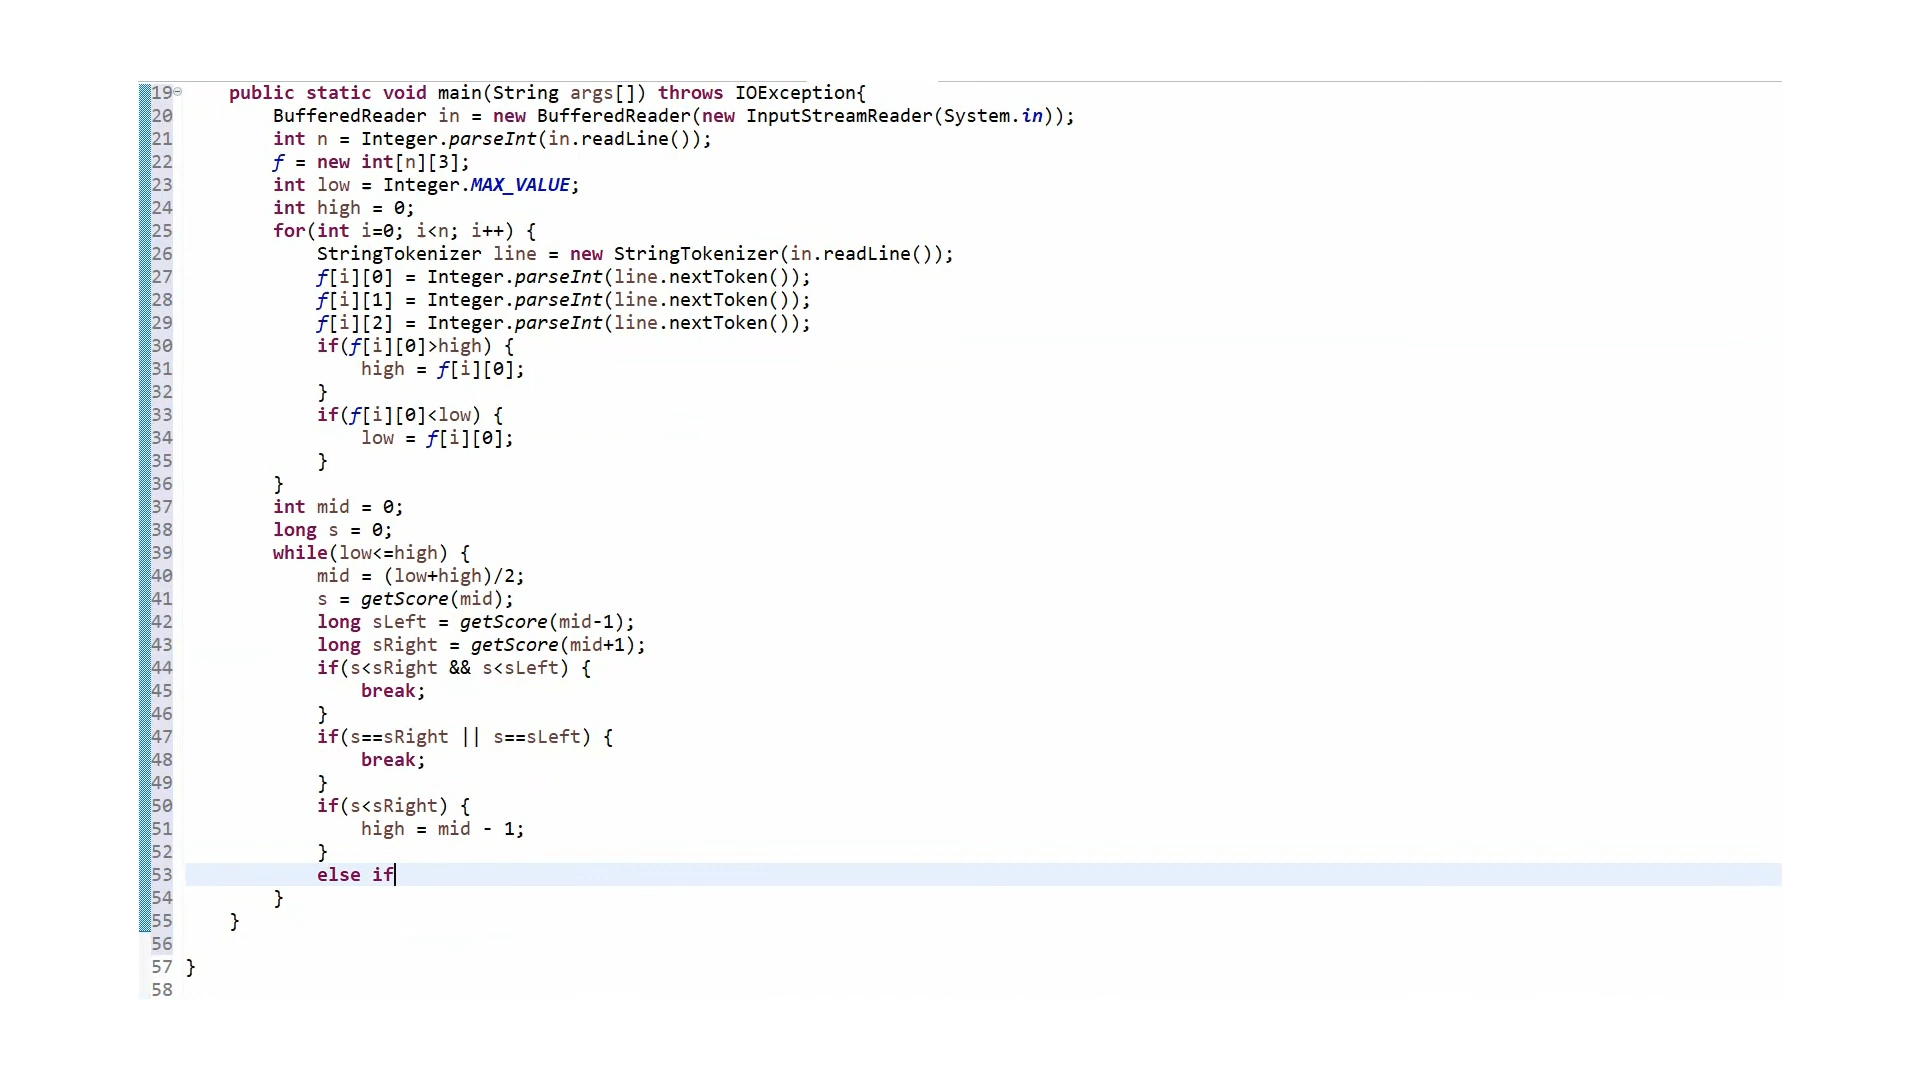 19 public static void main(String args[]) throws IOException{
20 BufferedReader in = new BufferedReader(new InputStreamReader(System.in));
21 int n = Integer.parseInt(in.readLine());
22 f = new int[n][3];
23 int low = Integer.MAX_VALUE;
24 int high = 0;
25 for(int i=0; i<n; i++) {
26 StringTokenizer line = new StringTokenizer(in.readLine());
27 f[i][0] = Integer.parseInt(line.nextToken());
28 f[i][1] = Integer.parseInt(line.nextToken());
29 f[i][2] = Integer.parseInt(line.nextToken());
30 if(f[i][0]>high) {
31 high = f[i][0];
32 }
33 if(f[i][0]<low) {
34 low = f[i][0];
35 }
36 }
37 int mid = 0;
38 long s = 0;
39 while(low<=high) {
40 mid = (low+high)/2;
41 s = getScore(mid);
42 long sLeft = getScore(mid-1);
43 long sRight = getScore(mid+1);
44 if(s<sRight && s<sLeft) {
45 break;
46 }
47 if(s==sRight || s==sLeft) {
48 break;
49 }
50 if(s<sRight) {
51 high = mid - 1;
52 }
53 else if
54 }
55 }
56
57 }
58